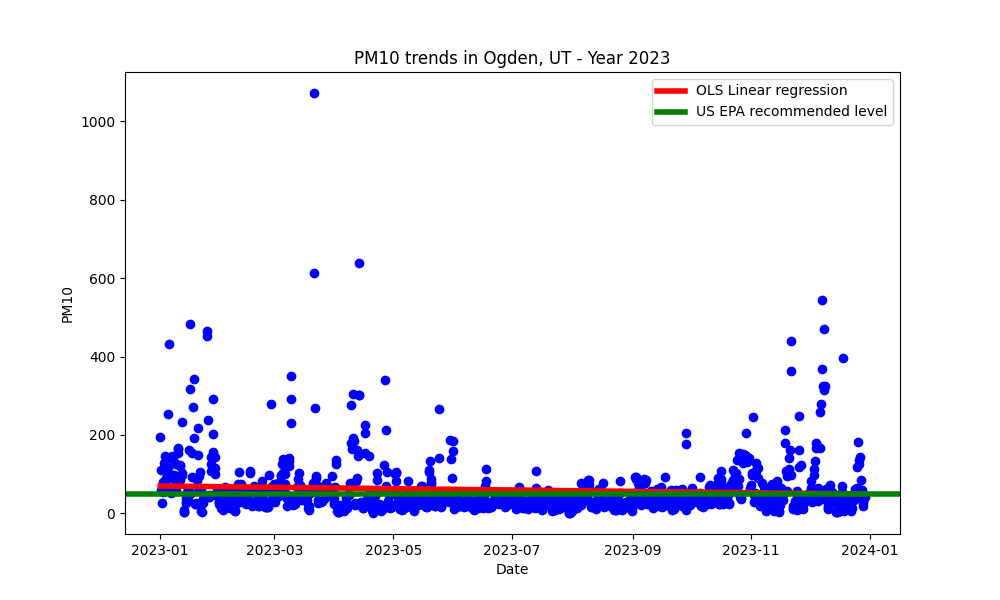 PM10 trends in Ogden, UT - Year 2023
OLS Linear regression
US EPA recommended level
1000
800
600
400
200
0
PM10
2023-01
2023-03
2023-05
2023-07
2023-09
2023-11
2024-01
Date